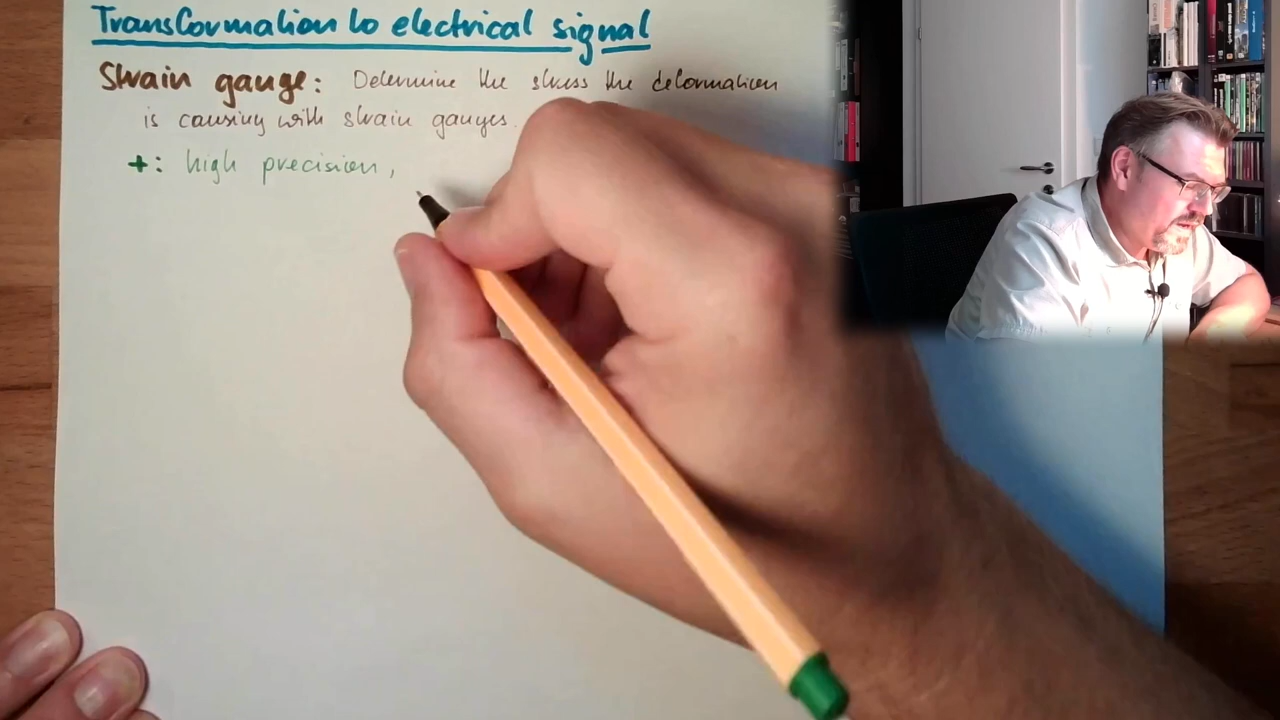 Transformation to electrical signal
Strain gauge: Determine the stress the deformation
is causing with strain gauges.
+: high precision,